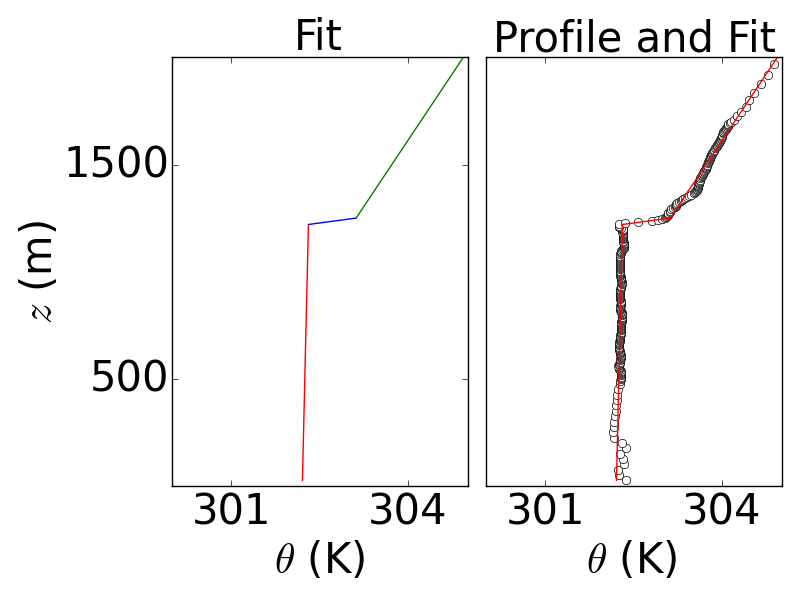 Fit
Profile and Fit
1500
500
z (m)
301
304
301
304
θ (K)
θ (K)